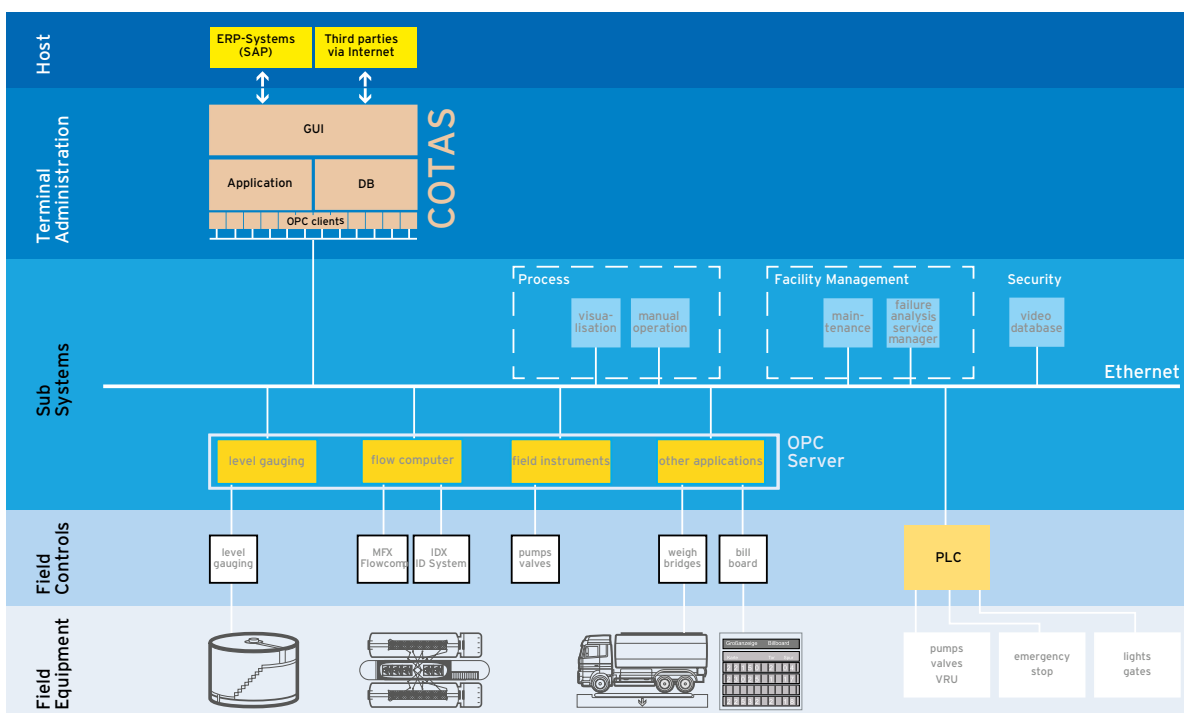 Host
ERP-Systems
(SAP)
Third parties
via Internet
Terminal
Administration
GUI
Application
DB
OPC clients
COTAS
Sub
Systems
Process
visua-
lisation
manual
operation
Facility Management
main-
tenance
failure
analysis
service
manager
Security
video
database
Ethernet
level gauging
flow computer
field instruments
other applications
OPC
Server
Field
Controls
level
gauging
MFX
Flowcomp
IDX
ID System
pumps
valves
weigh
bridges
bill
board
PLC
Field
Equipment
Großanzeige Billboard
pumps
valves
VRU
emergency
stop
lights
gates